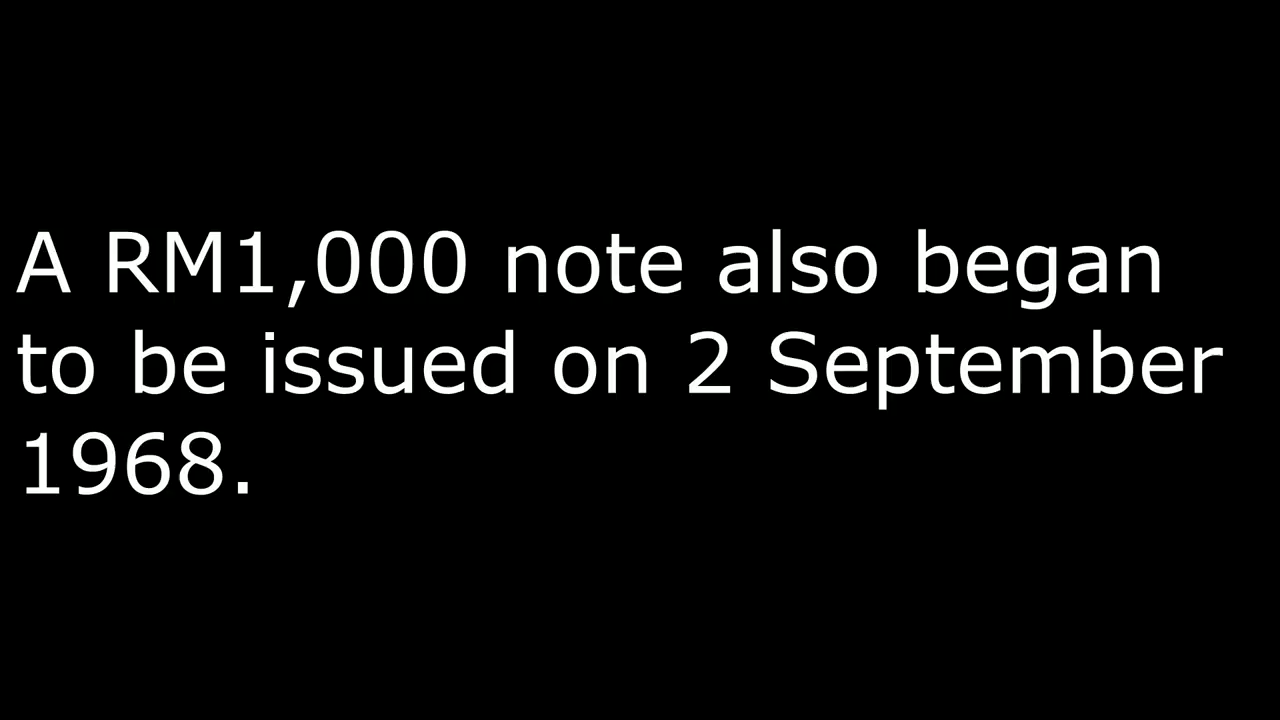 A RM1,000 note also began
to be issued on 2 September
1968.